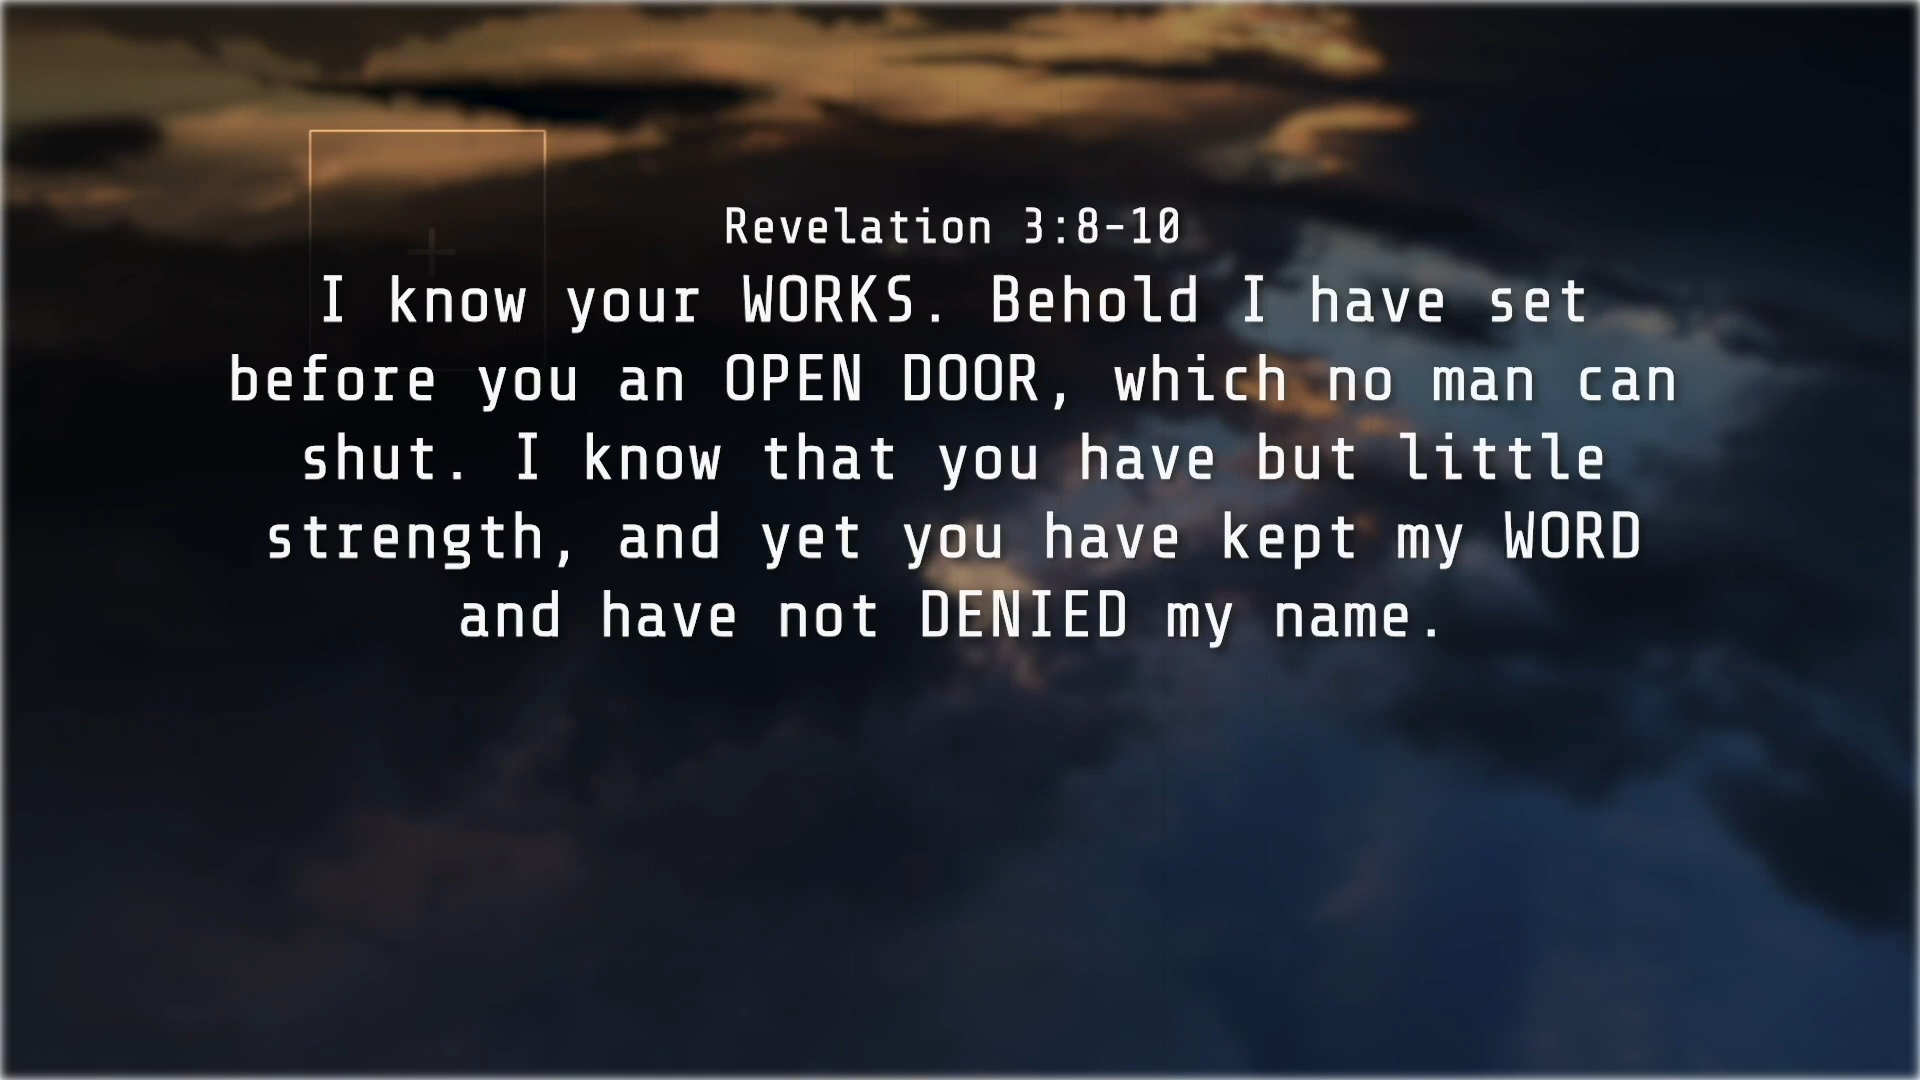 Revelation 3:8-10
I know your WORKS. Behold I have set
before you an OPEN DOOR, which no man can
shut. I know that you have but little
strength, and yet you have kept my WORD
and have not DENIED my name.